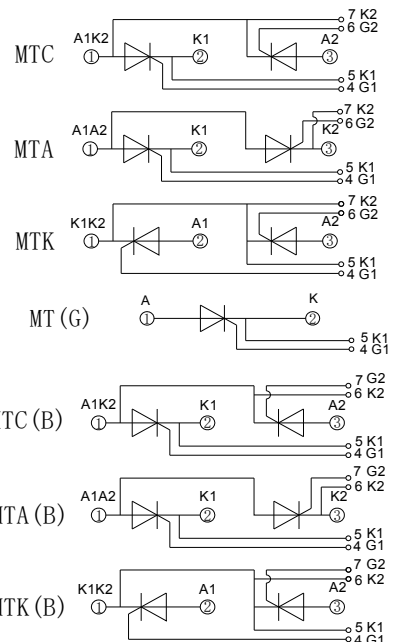 7 K2
6 G2
MTC A1K2 K1 A2
① ② ③
5 K1
4 G1
7 K2
6 G2
MTA A1A2 K1 K2
① ② ③
5 K1
4 G1
7 K2
6 G2
MTK K1K2 A1 A2
① ② ③
5 K1
4 G1
MT(G) A K
① ②
5 K1
4 G1
7 G2
6 K2
MTC(B) A1K2 K1 A2
① ② ③
5 K1
4 G1
7 G2
6 K2
MTA(B) A1A2 K1 K2
① ② ③
5 K1
4 G1
7 G2
6 K2
MTK(B) K1K2 A1 A2
① ② ③
5 K1
4 G1